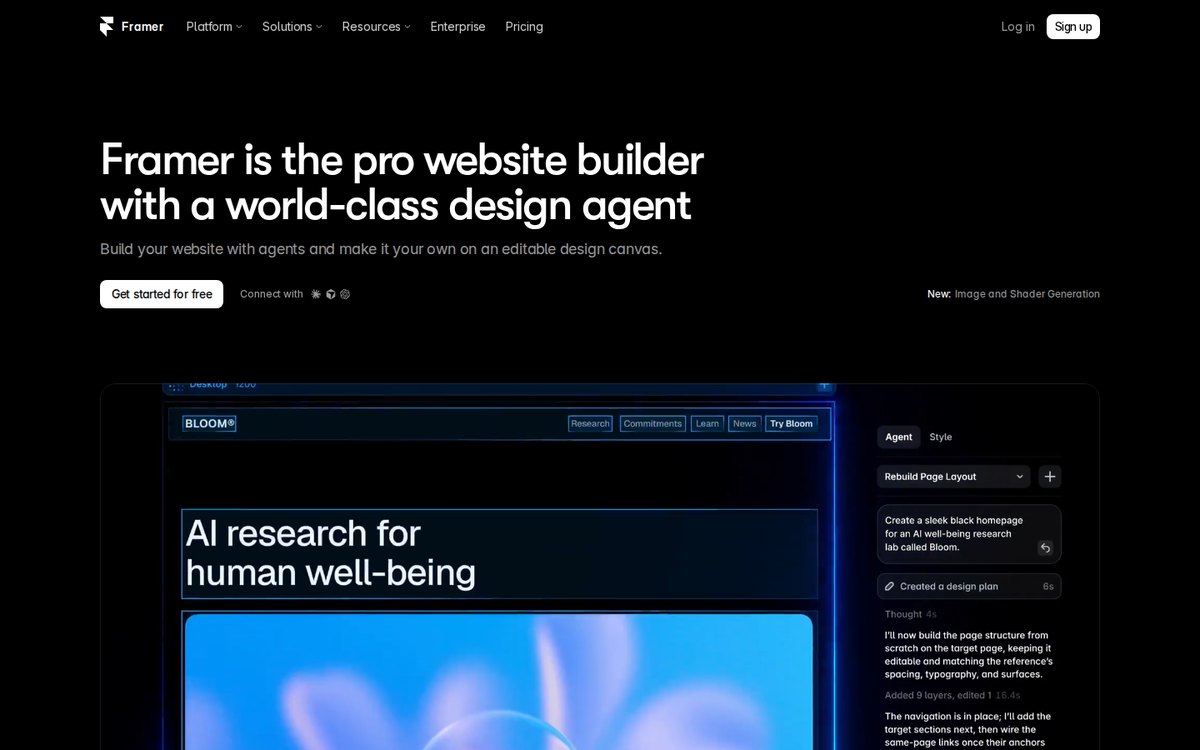 Framer
Platform
Solutions
Resources
Enterprise
Pricing
Log in
Sign up
Framer is the pro website builder
with a world-class design agent
Build your website with agents and make it your own on an editable design canvas.
Get started for free
Connect with
New: Image and Shader Generation
Desktop 1200
BLOOM®
Research
Commitments
Learn
News
Try Bloom
AI research for
human well-being
Agent
Style
Rebuild Page Layout
Create a sleek black homepage
for an AI well-being research
lab called Bloom.
Created a design plan 6s
Thought 4s
I'll now build the page structure from
scratch on the target page, keeping it
editable and matching the reference's
spacing, typography, and surfaces.
Added 9 layers, edited 1 16.4s
The navigation is in place; I'll add the
target sections next, then wire the
same-page links once their anchors